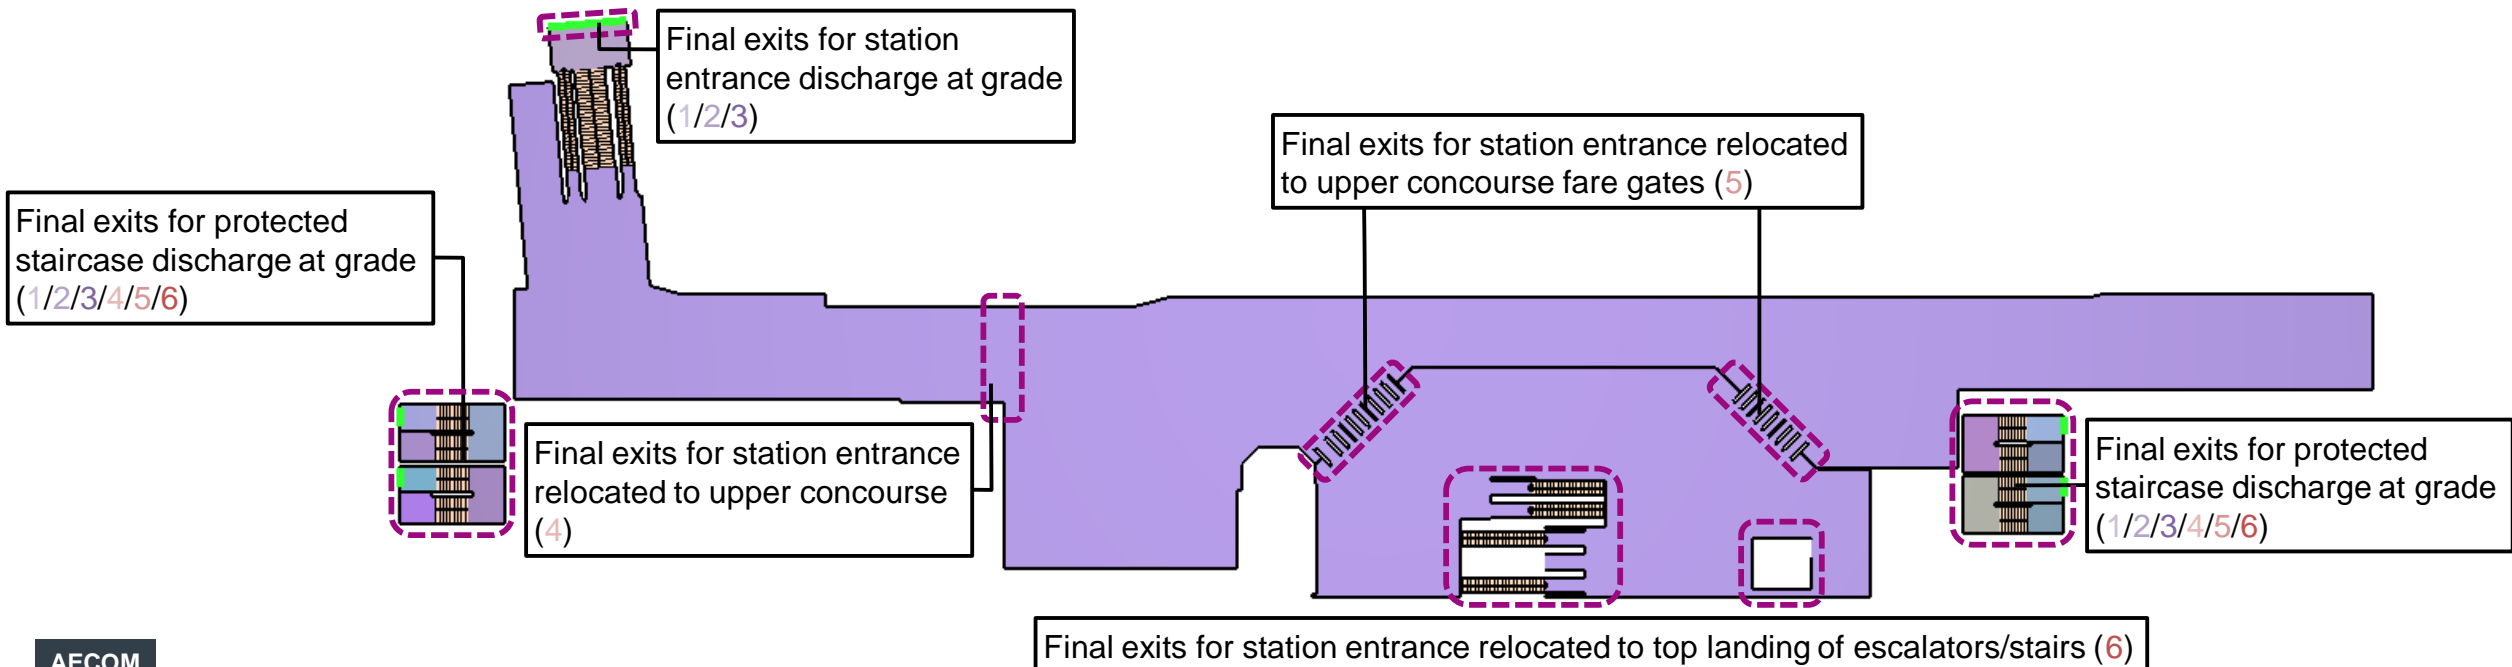 Final exits for station
entrance discharge at grade
(1/2/3)
Final exits for station entrance relocated
to upper concourse fare gates (5)
Final exits for protected
staircase discharge at grade
(1/2/3/4/5/6)
Final exits for station entrance
relocated to upper concourse
(4)
Final exits for protected
staircase discharge at grade
(1/2/3/4/5/6)
Final exits for station entrance relocated to top landing of escalators/stairs (6)
AECOM